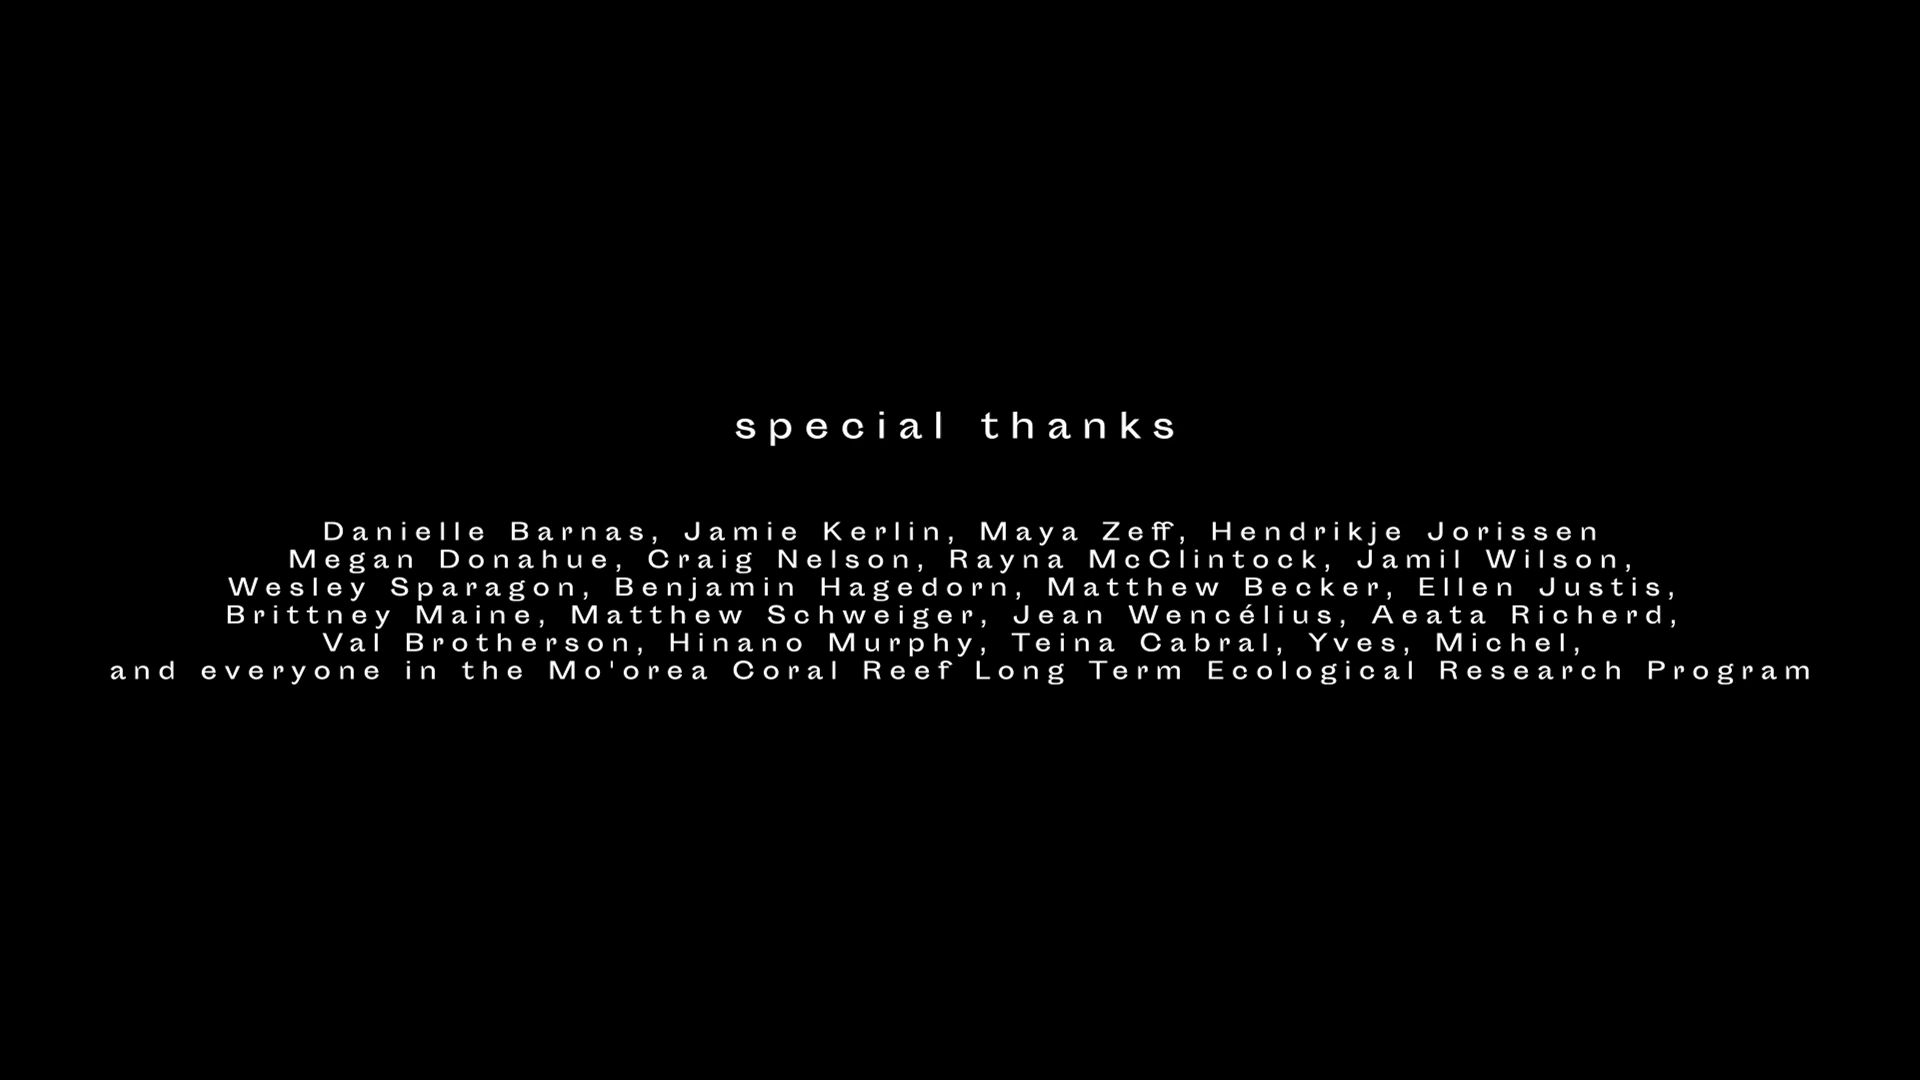 special thanks
Danielle Barnas, Jamie Kerlin, Maya Zeff, Hendrikje Jorissen
Megan Donahue, Craig Nelson, Rayna McClintock, Jamil Wilson,
Wesley Sparagon, Benjamin Hagedorn, Matthew Becker, Ellen Justis,
Brittney Maine, Matthew Schweiger, Jean Wencélius, Aeata Richerd,
Val Brotherson, Hinano Murphy, Teina Cabral, Yves, Michel,
and everyone in the Mo'orea Coral Reef Long Term Ecological Research Program